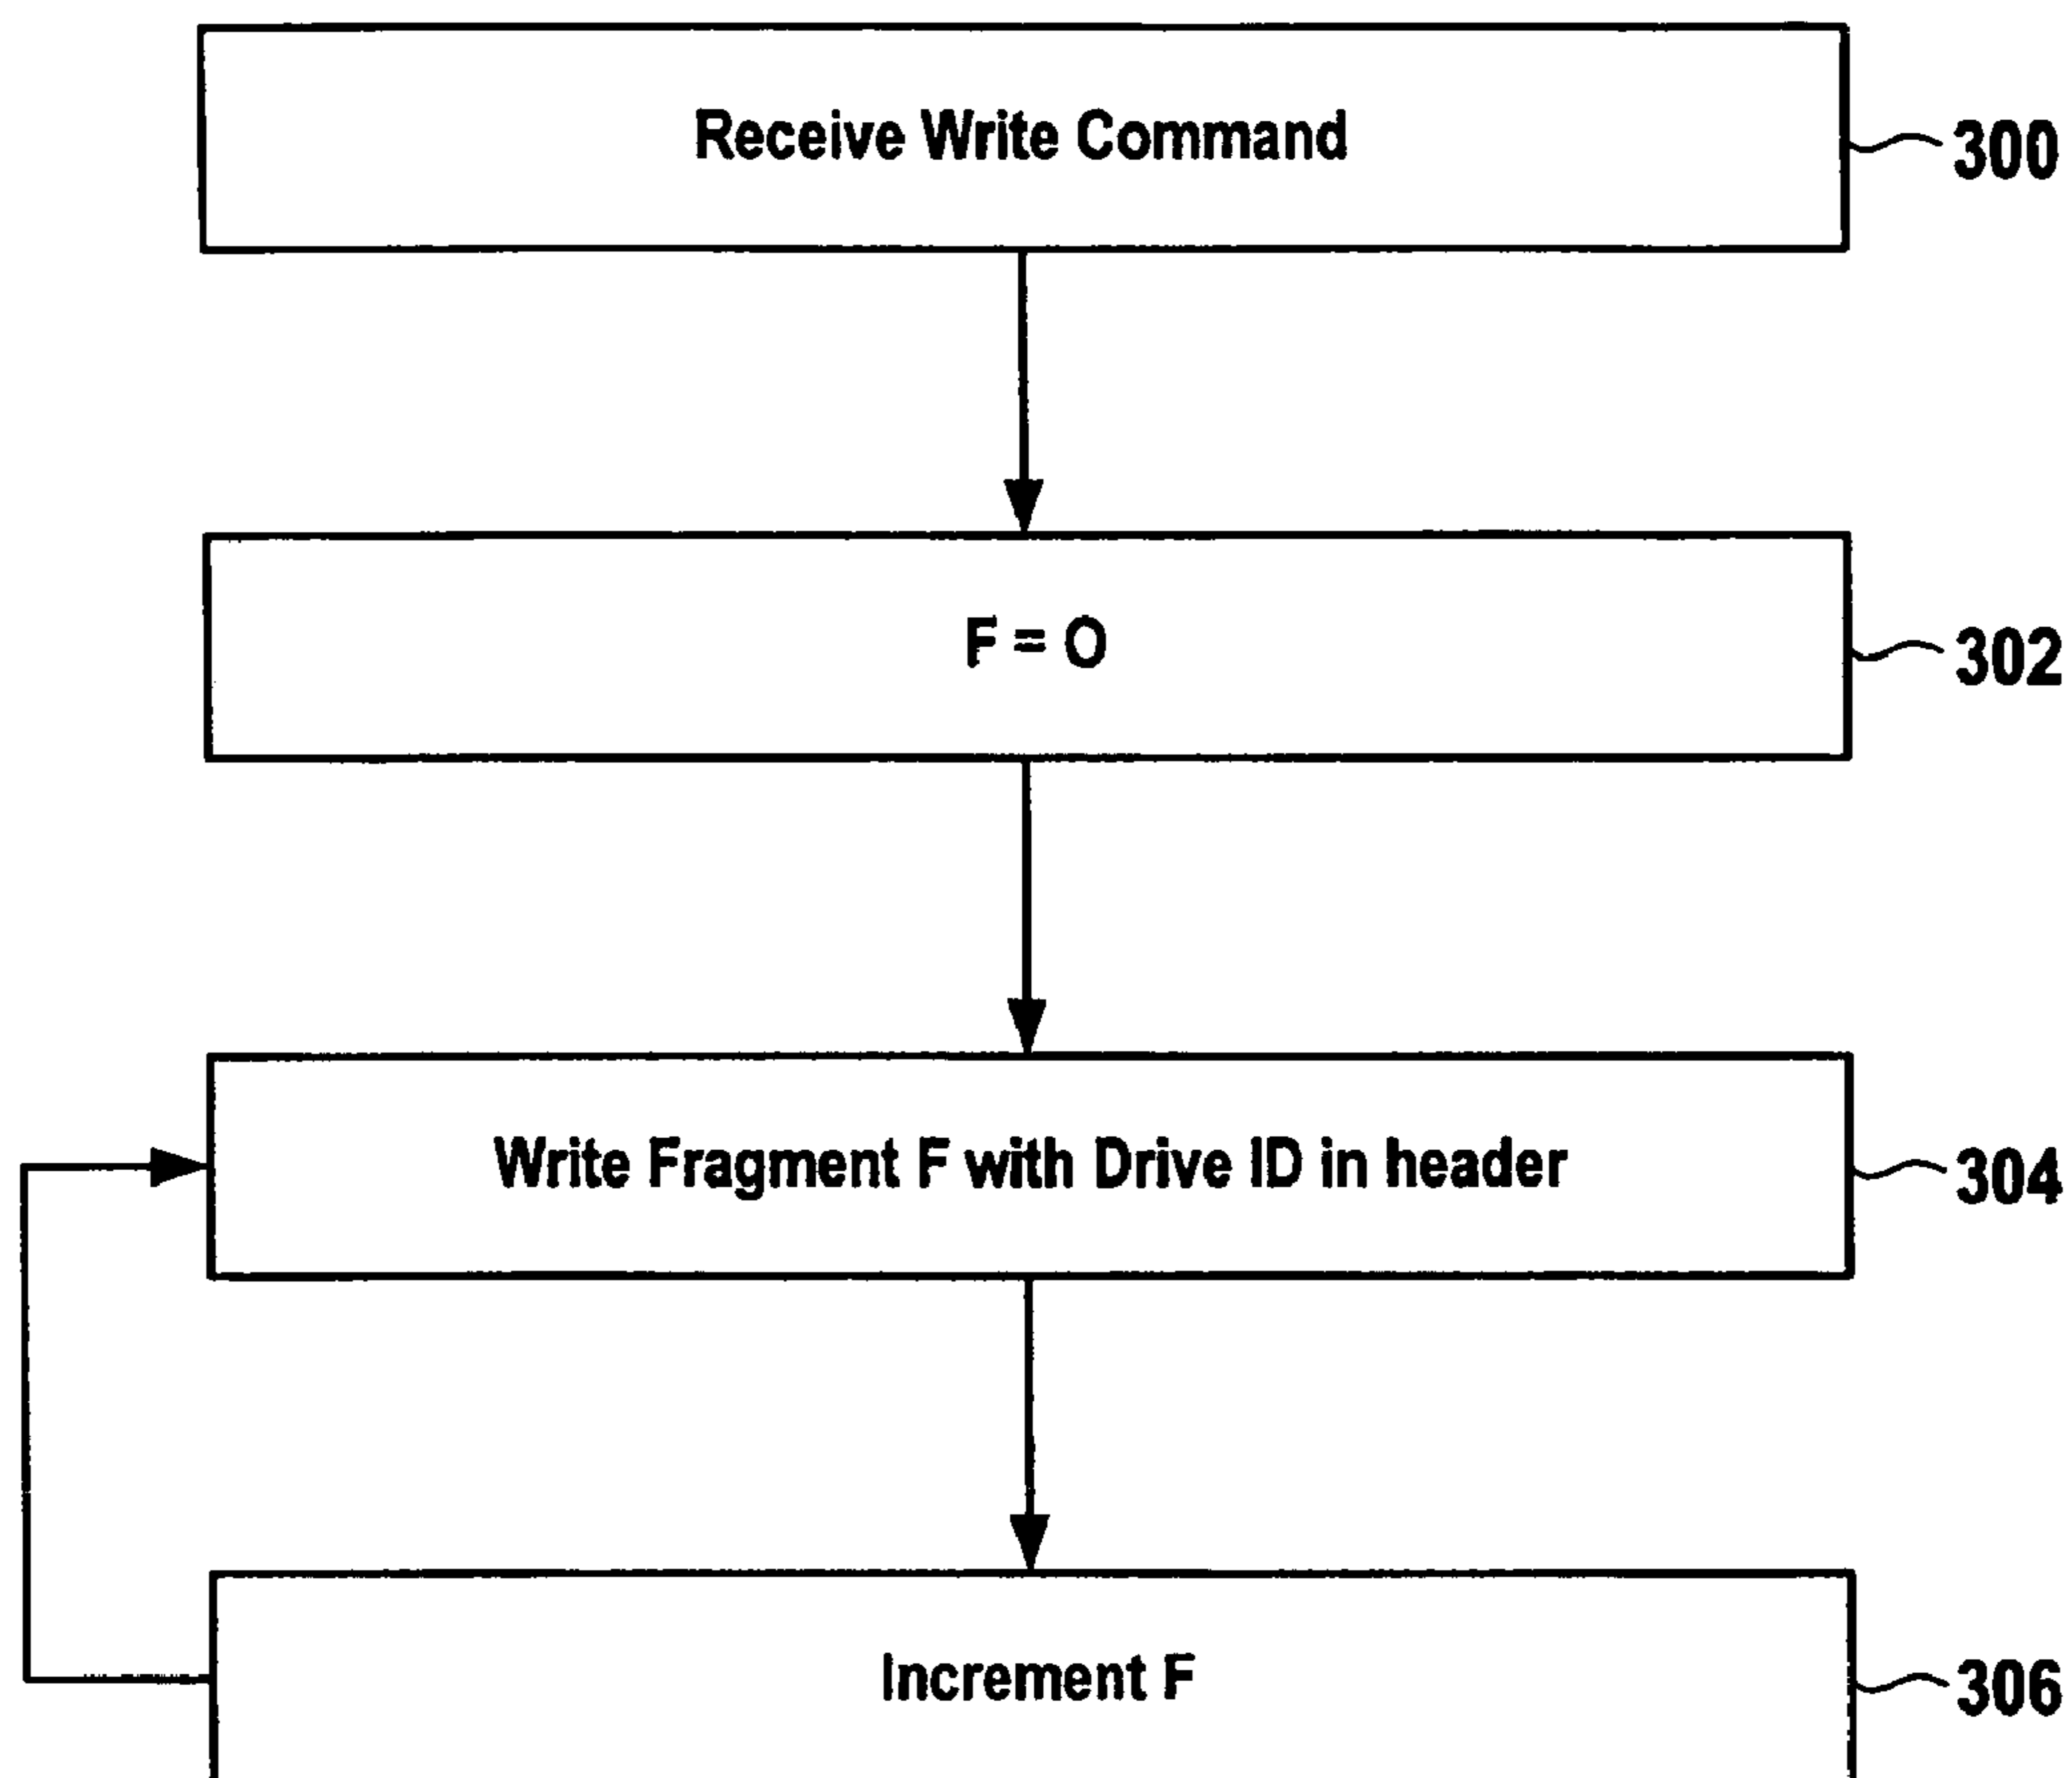 Receive Write Command
300
F = O
302
Write Fragment F with Drive ID in header
304
Increment F
306